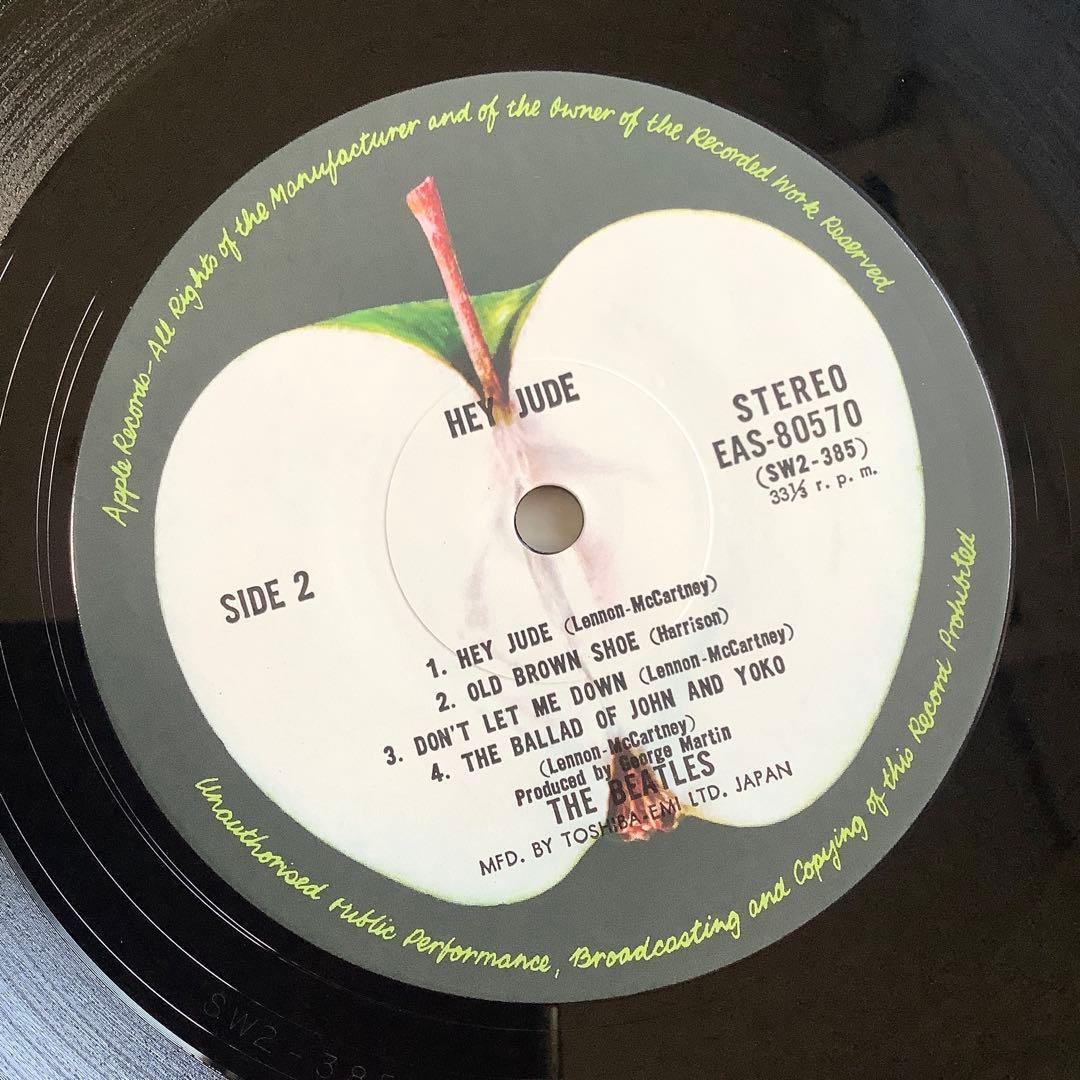 Apple Records—All Rights of the Manufacturer and of the Owner of the Recorded Work Reserved
HEY JUDE
STEREO
EAS-80570
(SW2-385)
33⅓ r. p. m.
SIDE 2
1. HEY JUDE (Lennon-McCartney)
2. OLD BROWN SHOE (Harrison)
3. DON'T LET ME DOWN (Lennon-McCartney)
4. THE BALLAD OF JOHN AND YOKO
(Lennon-McCartney)
Produced by George Martin
THE BEATLES
MFD. BY TOSHIBA-EMI LTD. JAPAN
Unauthorised Public Performance, Broadcasting and Copying of this Record Prohibited
SW2-385